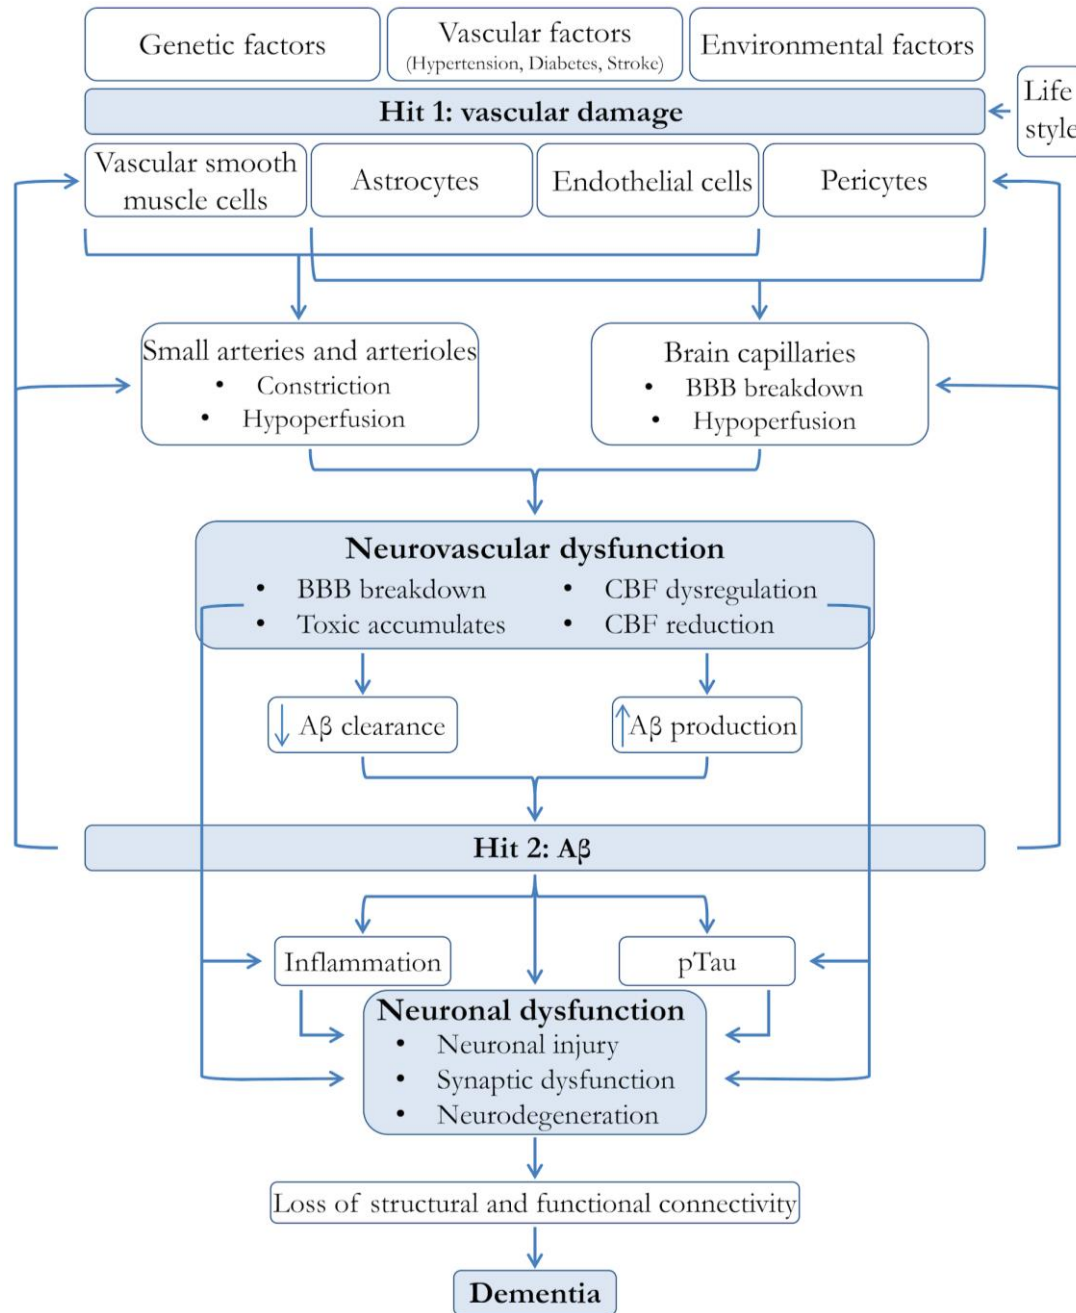 Genetic factors
Vascular factors
(Hypertension, Diabetes, Stroke)
Environmental factors
Hit 1: vascular damage
Life
style
Vascular smooth
muscle cells
Astrocytes
Endothelial cells
Pericytes
Small arteries and arterioles
• Constriction
• Hypoperfusion
Brain capillaries
• BBB breakdown
• Hypoperfusion
Neurovascular dysfunction
• BBB breakdown
• Toxic accumulates
• CBF dysregulation
• CBF reduction
↓ Aβ clearance
↑ Aβ production
Hit 2: Aβ
Inflammation
pTau
Neuronal dysfunction
• Neuronal injury
• Synaptic dysfunction
• Neurodegeneration
Loss of structural and functional connectivity
Dementia